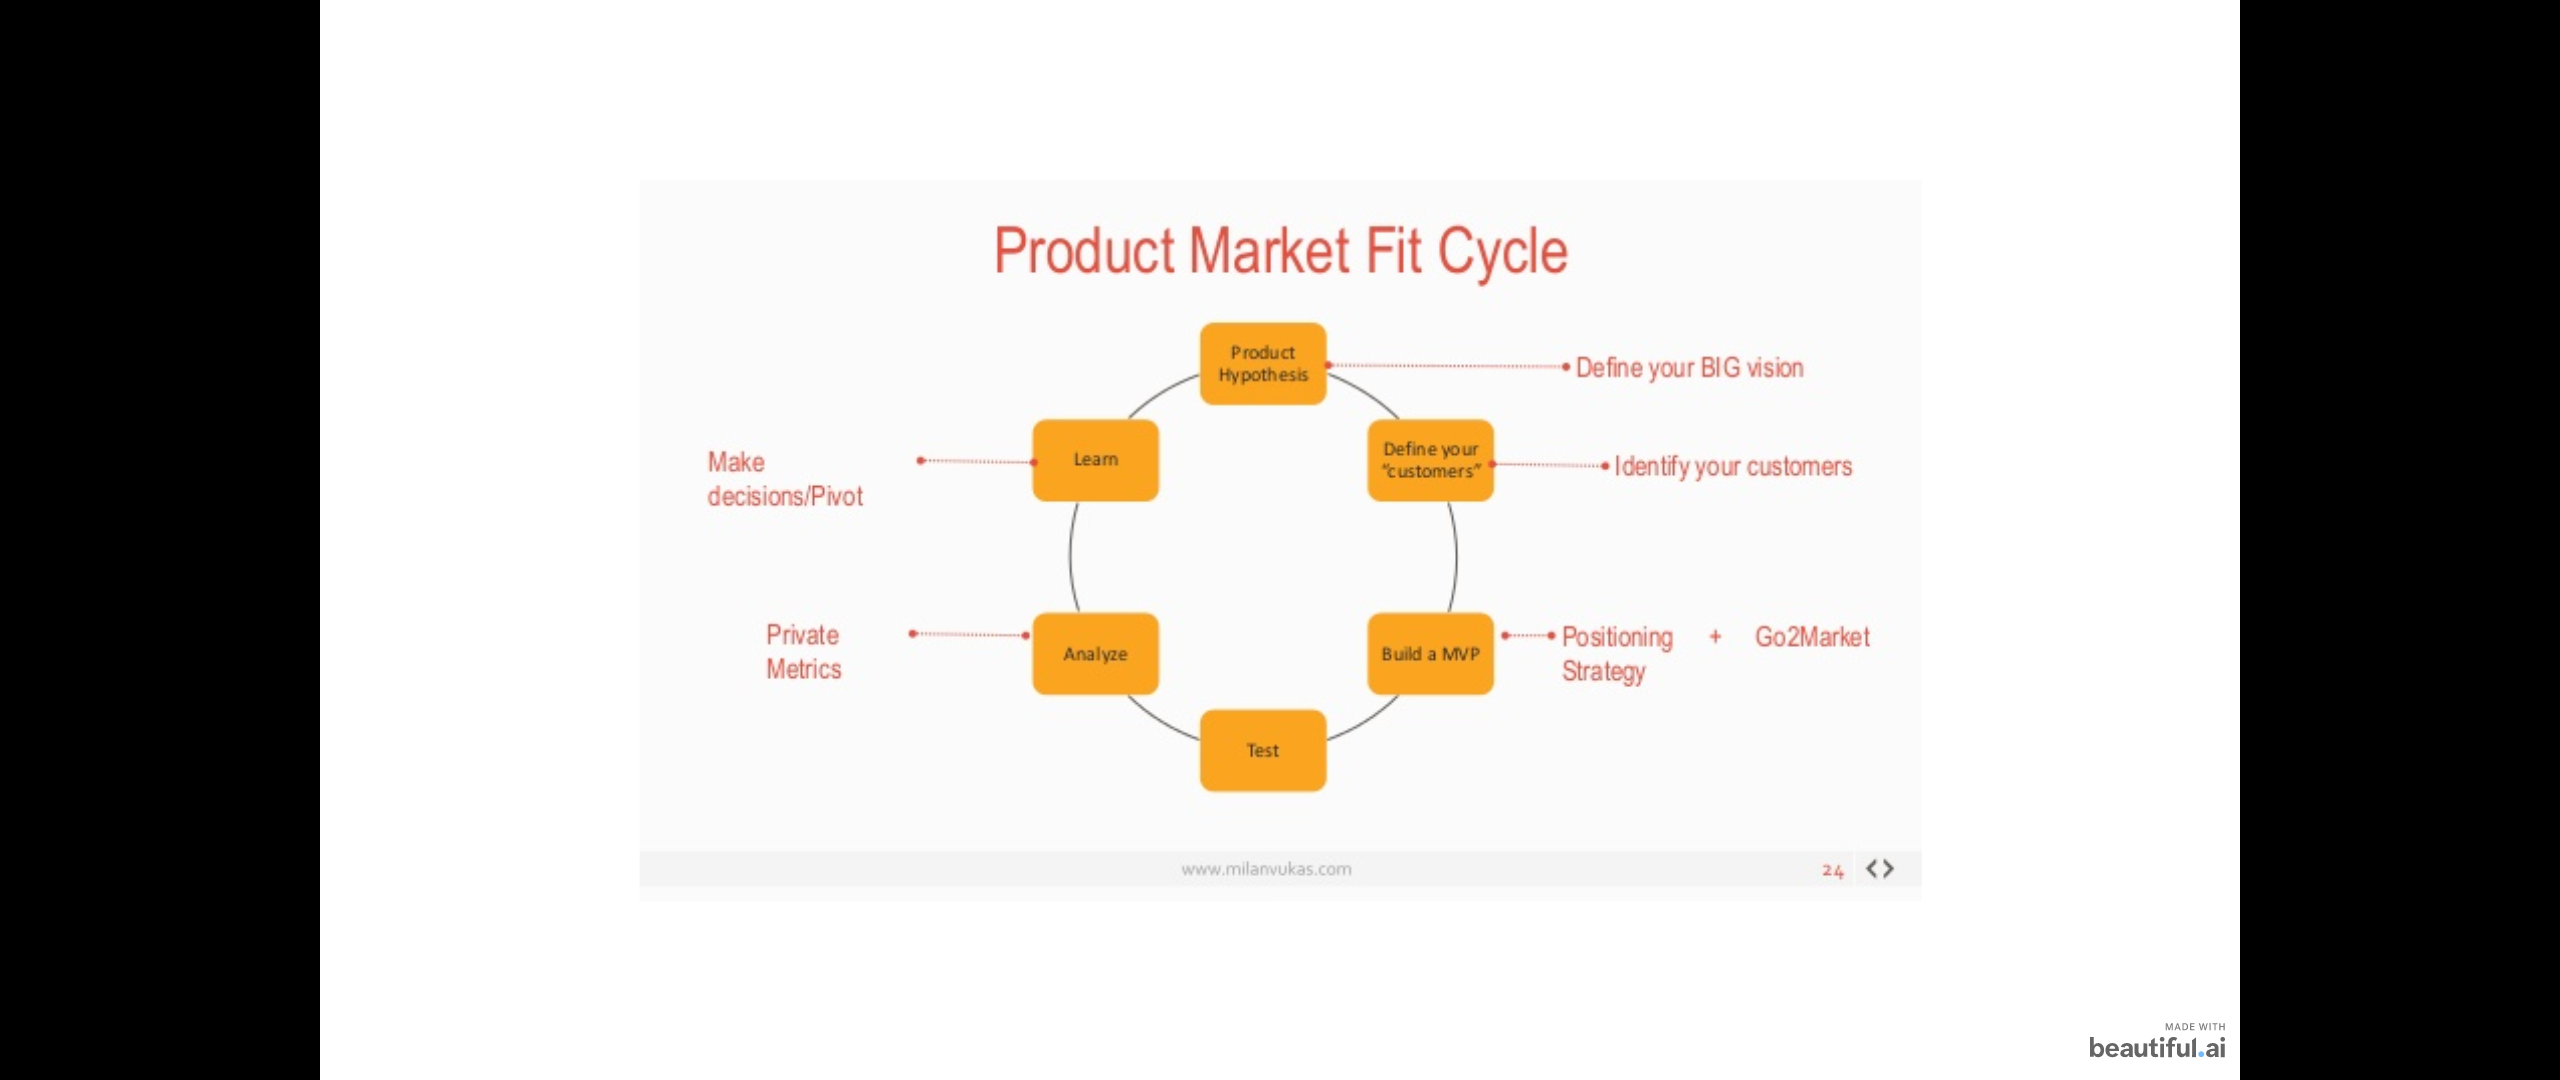 Product Market Fit Cycle
Product
Hypothesis
Define your BIG vision
Define your
“customers”
Identify your customers
Build a MVP
Positioning + Go2Market
Strategy
Test
Analyze
Private
Metrics
Learn
Make
decisions/Pivot
www.milanvukas.com
24
MADE WITH
beautiful.ai